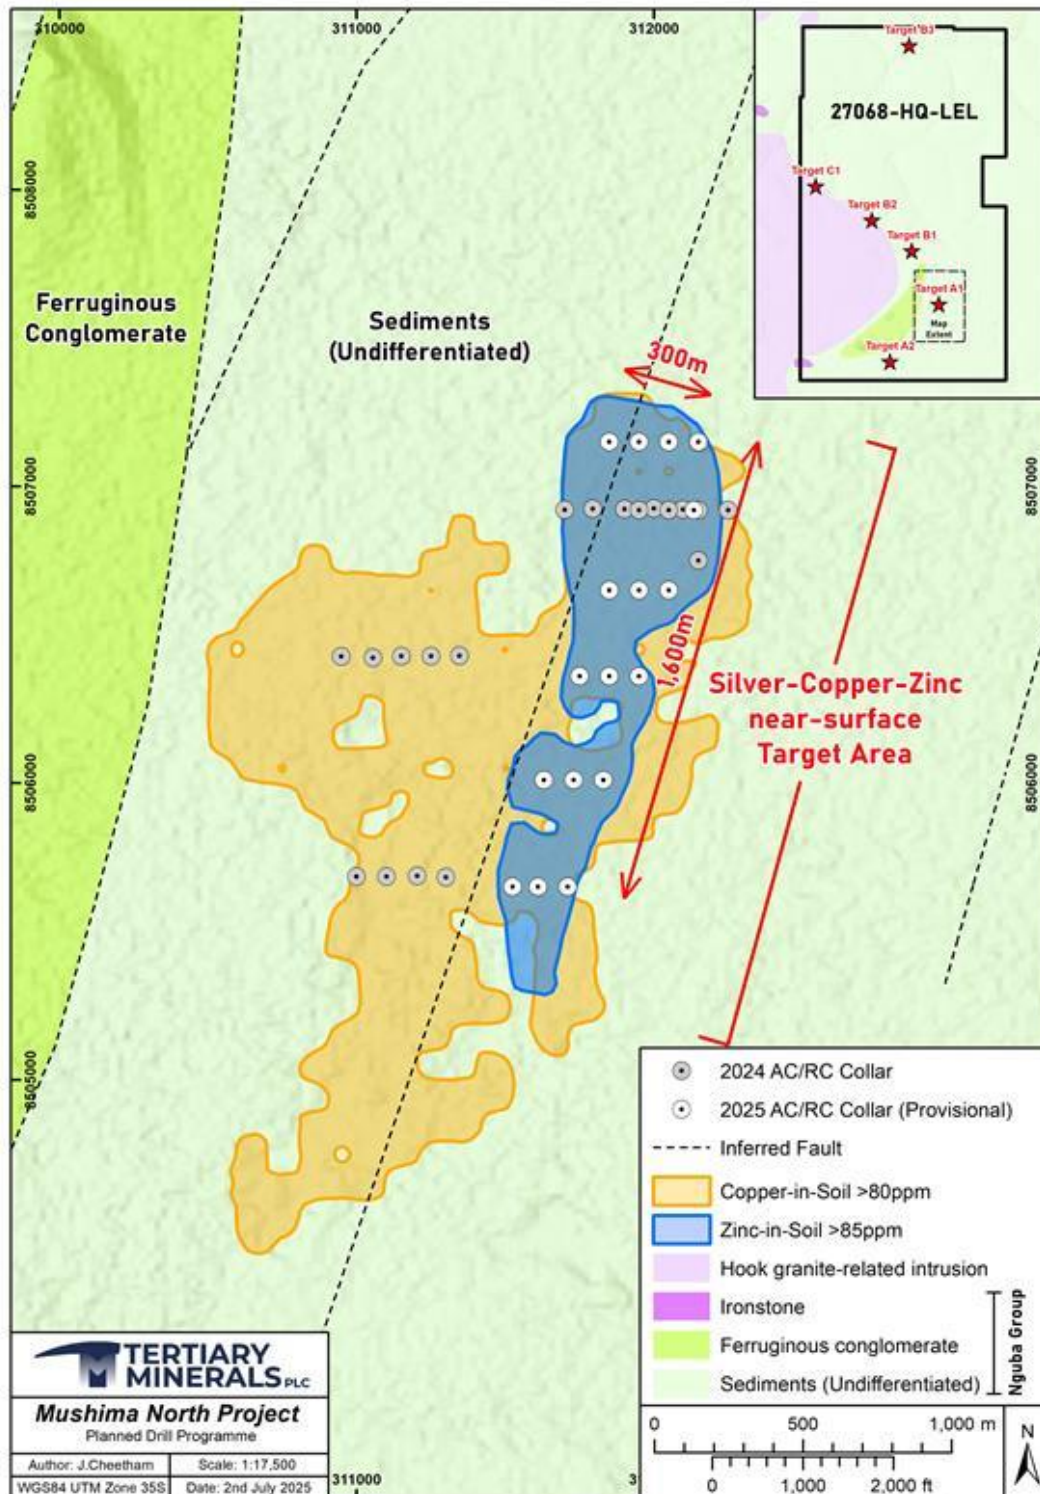 310000
311000
312000
8508000
8507000
8506000
8505000
8507000
8506000
Ferruginous
Conglomerate
Sediments
(Undifferentiated)
300m
1,600m
Silver-Copper-Zinc
near-surface
Target Area
Target B3
27068-HQ-LEL
Target C1
Target B2
Target B1
Target A1
Map
Extent
Target A2
2024 AC/RC Collar
2025 AC/RC Collar (Provisional)
Inferred Fault
Copper-in-Soil >80ppm
Zinc-in-Soil >85ppm
Hook granite-related intrusion
Ironstone
Ferruginous conglomerate
Sediments (Undifferentiated)
Nguba Group
0 500 1,000 m
0 1,000 2,000 ft
N
TERTIARY
MINERALS PLC
Mushima North Project
Planned Drill Programme
Author: J.Cheetham
Scale: 1:17,500
WGS84 UTM Zone 35S
Date: 2nd July 2025
311000
3